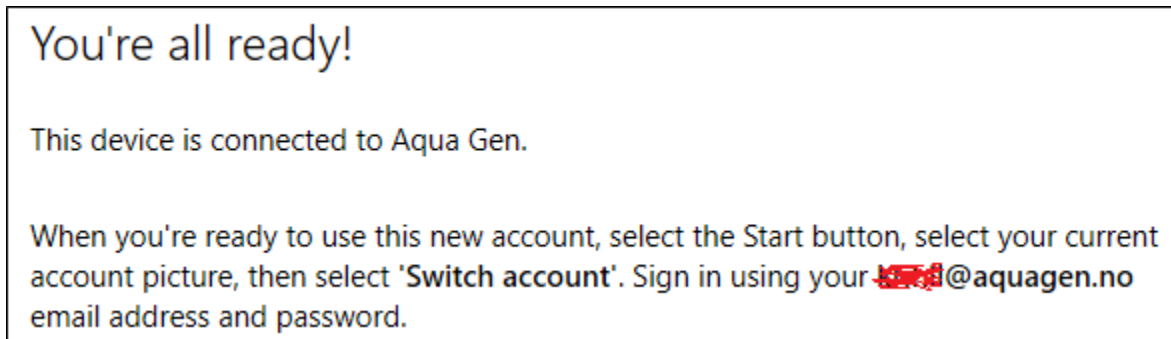 You're all ready!
This device is connected to Aqua Gen.
When you're ready to use this new account, select the Start button, select your current
account picture, then select 'Switch account'. Sign in using your @aquagen.no
email address and password.